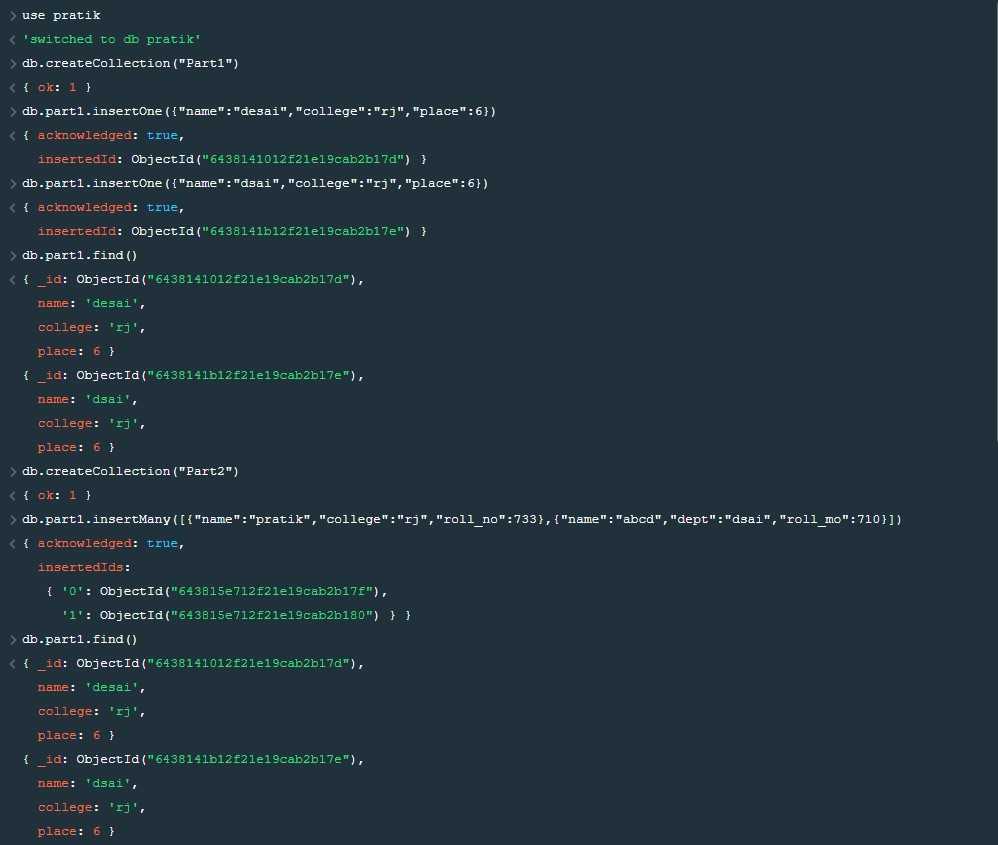 > use pratik
< 'switched to db pratik'
> db.createCollection("Part1")
< { ok: 1 }
> db.part1.insertOne({"name":"desai","college":"rj","place":6})
< { acknowledged: true,
insertedId: ObjectId("6438141012f21e19cab2b17d") }
> db.part1.insertOne({"name":"dsai","college":"rj","place":6})
< { acknowledged: true,
insertedId: ObjectId("6438141b12f21e19cab2b17e") }
> db.part1.find()
< { _id: ObjectId("6438141012f21e19cab2b17d"),
name: 'desai',
college: 'rj',
place: 6 }
{ _id: ObjectId("6438141b12f21e19cab2b17e"),
name: 'dsai',
college: 'rj',
place: 6 }
> db.createCollection("Part2")
< { ok: 1 }
> db.part1.insertMany([{"name":"pratik","college":"rj","roll_no":733},{"name":"abcd","dept":"dsai","roll_mo":710}])
< { acknowledged: true,
insertedIds:
{ '0': ObjectId("643815e712f21e19cab2b17f"),
'1': ObjectId("643815e712f21e19cab2b180") } }
> db.part1.find()
< { _id: ObjectId("6438141012f21e19cab2b17d"),
name: 'desai',
college: 'rj',
place: 6 }
{ _id: ObjectId("6438141b12f21e19cab2b17e"),
name: 'dsai',
college: 'rj',
place: 6 }